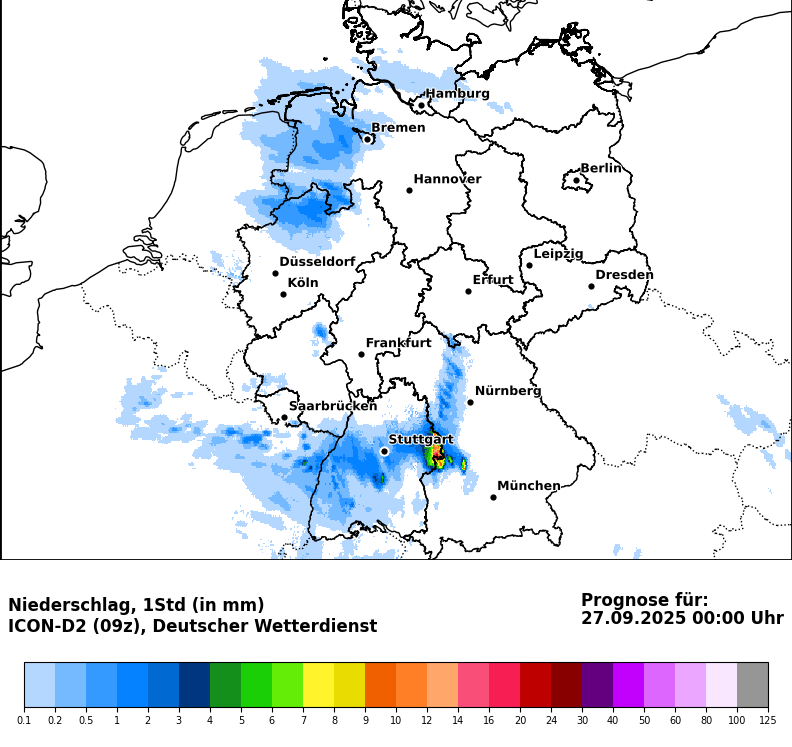 Hamburg
Bremen
Berlin
Hannover
Leipzig
Düsseldorf
Dresden
Köln
Erfurt
Frankfurt
Nürnberg
Saarbrücken
Stuttgart
München
Niederschlag, 1Std (in mm)
ICON-D2 (09z), Deutscher Wetterdienst
Prognose für:
27.09.2025 00:00 Uhr
0.1 0.2 0.5 1 2 3 4 5 6 7 8 9 10 12 14 16 20 24 30 40 50 60 80 100 125